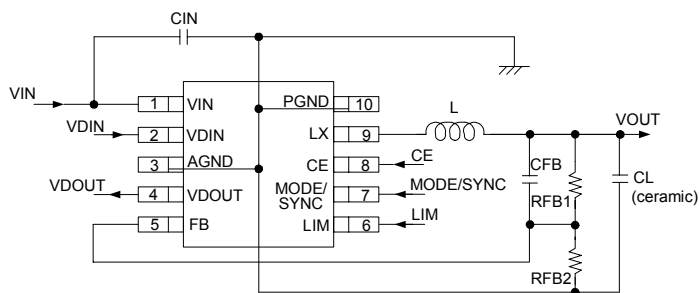 CIN
VIN
1 VIN
PGND 10
L
VOUT
VDIN
2 VDIN
LX 9
3 AGND
CE 8
CE
CFB
CL
(ceramic)
RFB1
VDOUT
4 VDOUT
MODE/
SYNC
7
MODE/SYNC
5 FB
LIM 6
LIM
RFB2